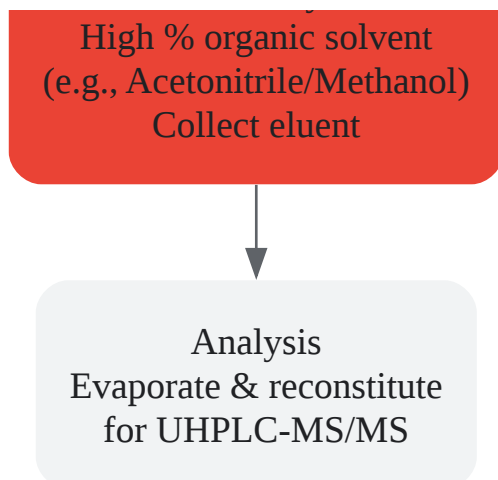 High % organic solvent
(e.g., Acetonitrile/Methanol)
Collect eluent
Analysis
Evaporate & reconstitute
for UHPLC-MS/MS